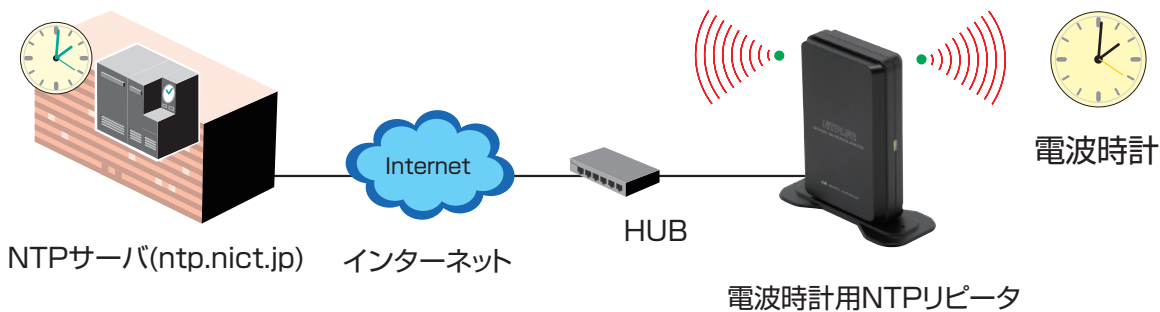 Internet
NTPサーバ(ntp.nict.jp)
インターネット
HUB
電波時計用NTPリピータ
電波時計